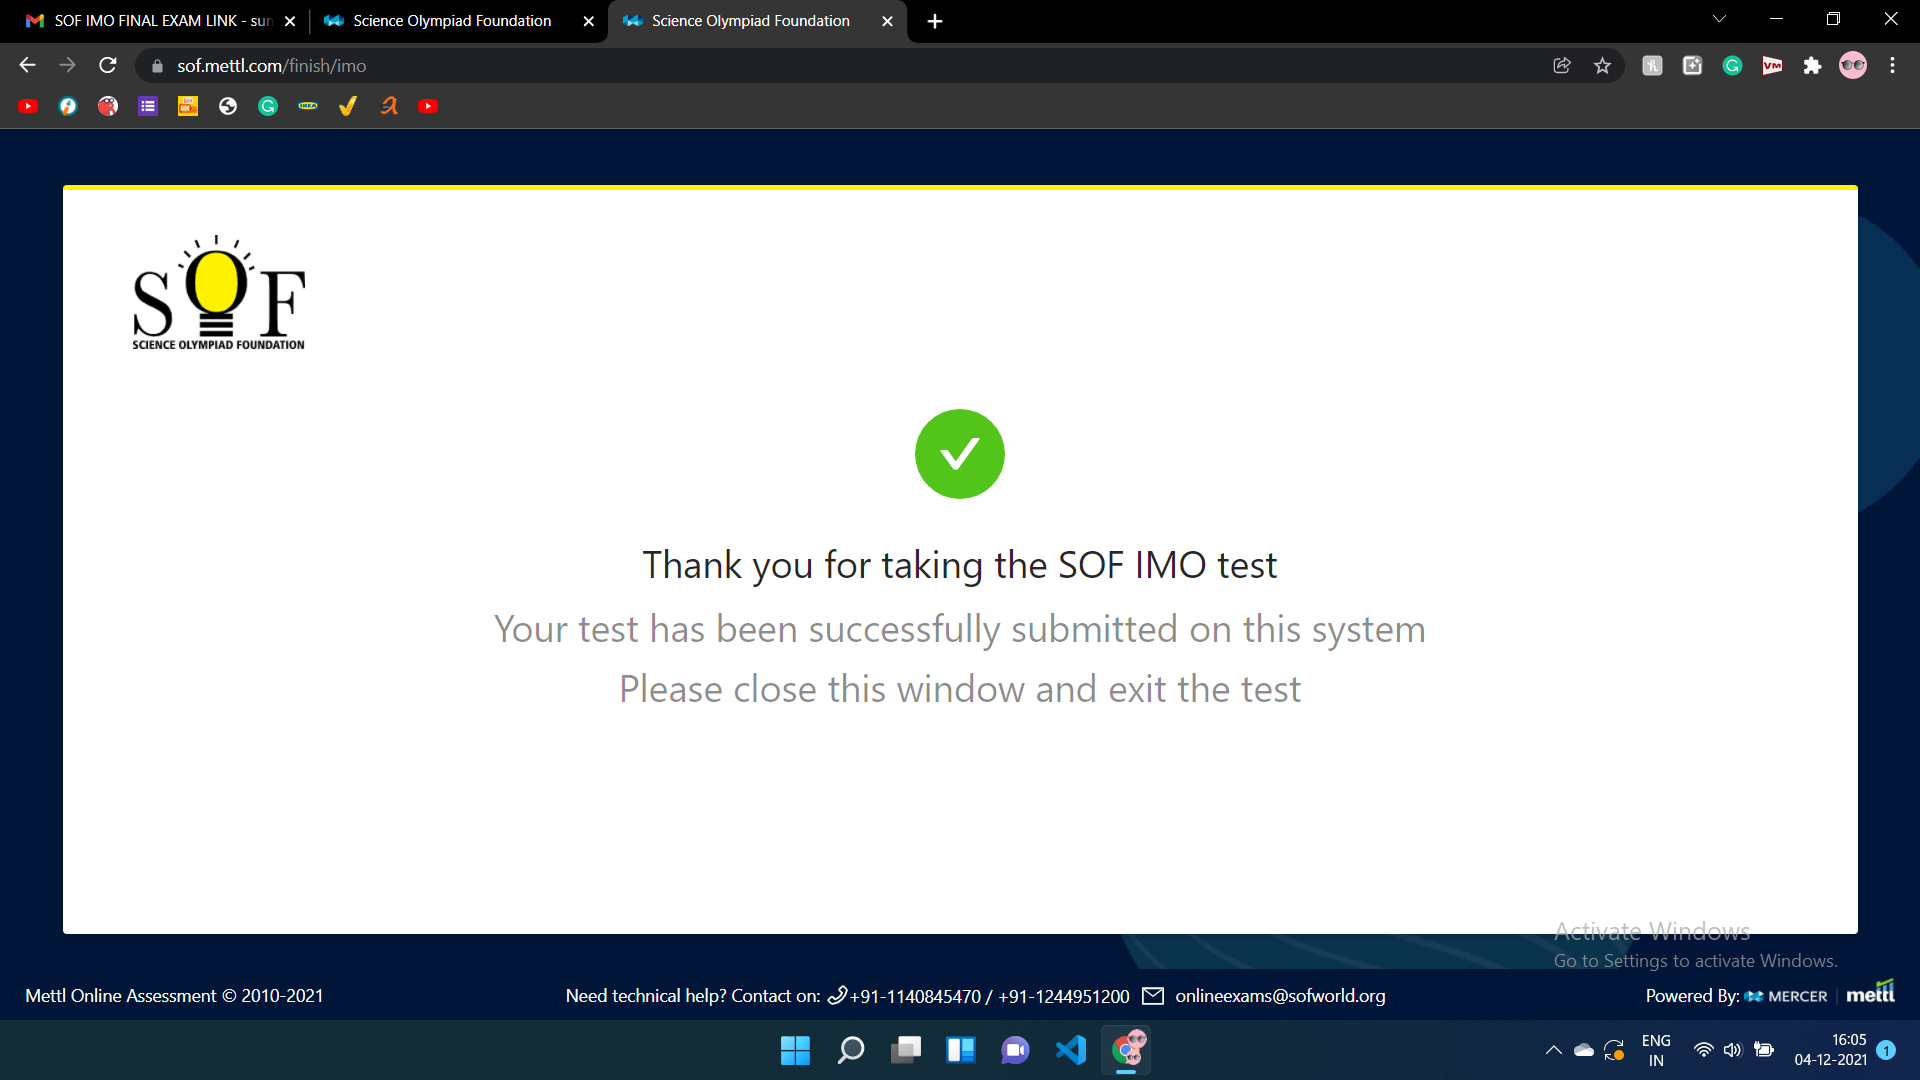 SOF IMO FINAL EXAM LINK - sun
Science Olympiad Foundation
Science Olympiad Foundation
sof.mettl.com/finish/imo
SOF
SCIENCE OLYMPIAD FOUNDATION
Thank you for taking the SOF IMO test
Your test has been successfully submitted on this system
Please close this window and exit the test
Activate Windows
Go to Settings to activate Windows.
Mettl Online Assessment © 2010-2021
Need technical help? Contact on: +91-1140845470 / +91-1244951200 onlineexams@sofworld.org
Powered By: MERCER | mettl
ENG
IN
16:05
04-12-2021
1